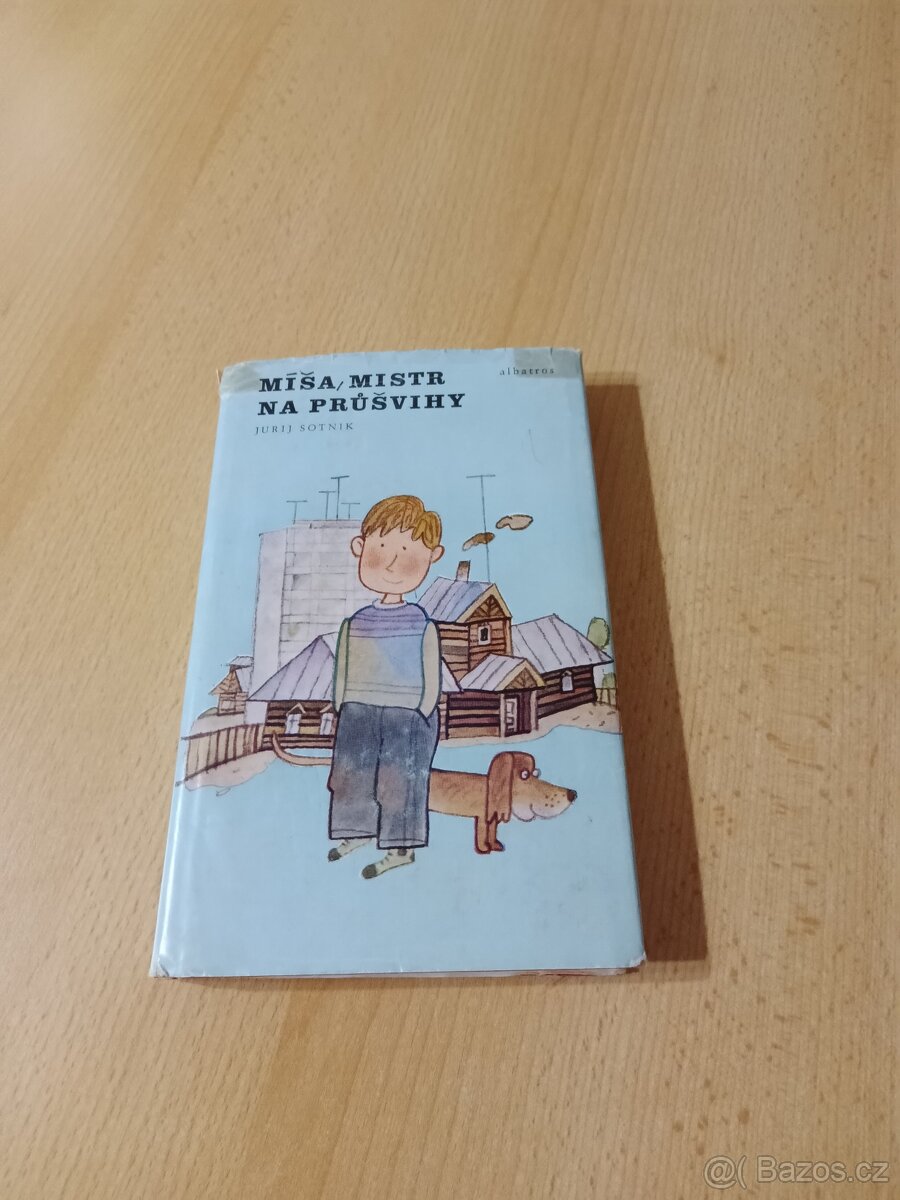 albatros
MÍŠA, MISTR
NA PRŮŠVIHY
JURIJ SOTNIK
@( Bazos.cz